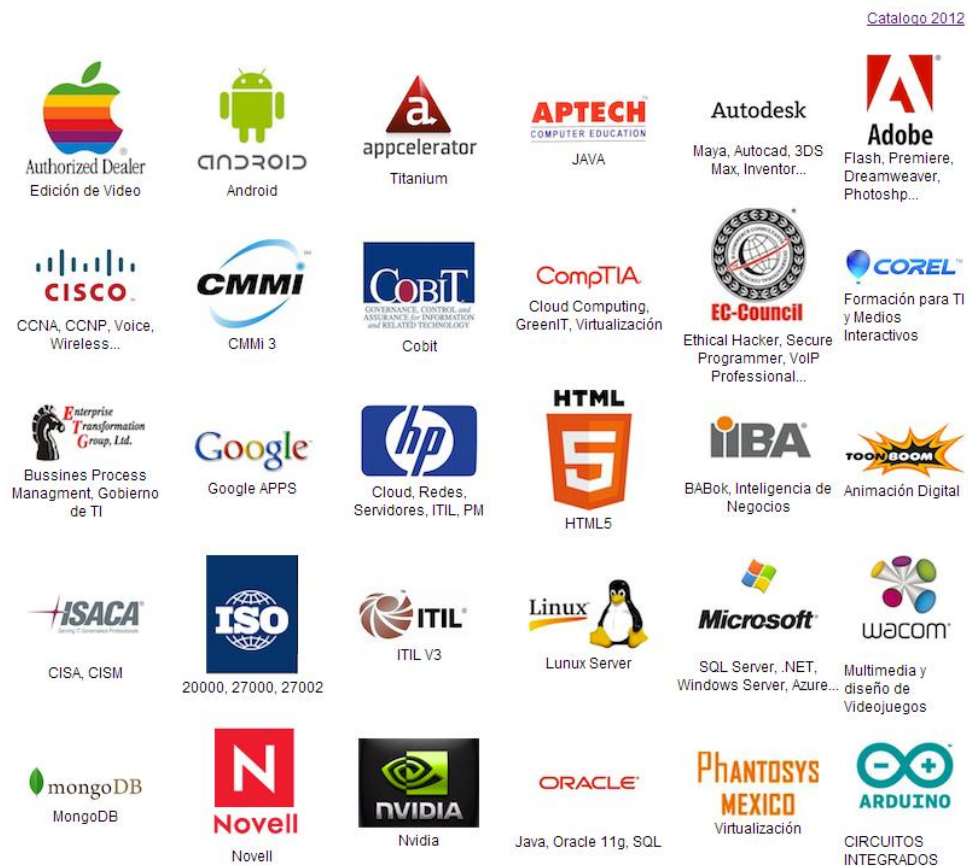 Catalogo 2012
Authorized Dealer
Edición de Video
ANDROID
Android
appcelerator
Titanium
APTECH
COMPUTER EDUCATION
JAVA
Autodesk
Maya, Autocad, 3DS
Max, Inventor...
Adobe
Flash, Premiere,
Dreamweaver,
Photoshp...
CISCO
CCNA, CCNP, Voice,
Wireless...
CMMi
CMMi 3
COBIT
GOVERNANCE, CONTROL and
ASSURANCE for INFORMATION
and RELATED TECHNOLOGY
Cobit
CompTIA
Cloud Computing,
GreenIT, Virtualización
EC-Council
Ethical Hacker, Secure
Programmer, VoIP
Professional...
COREL
Formación para TI
y Medios
Interactivos
Enterprise
Transformation
Group, Ltd.
Bussines Process
Managment, Gobierno
de TI
Google
Google APPS
hp
Cloud, Redes,
Servidores, ITIL, PM
HTML
5
HTML5
iiBA
BABok, Inteligencia de
Negocios
TOON BOOM
Animación Digital
ISACA
Serving IT Governance Professionals
CISA, CISM
ISO
20000, 27000, 27002
ITIL
ITIL V3
Linux
Lunux Server
Microsoft
SQL Server, .NET,
Windows Server, Azure...
wacom
Multimedia y
diseño de
Videojuegos
mongoDB
MongoDB
N
Novell
Novell
NVIDIA
Nvidia
ORACLE
Java, Oracle 11g, SQL
PHANTOSYS
MEXICO
Virtualización
ARDUINO
CIRCUITOS
INTEGRADOS